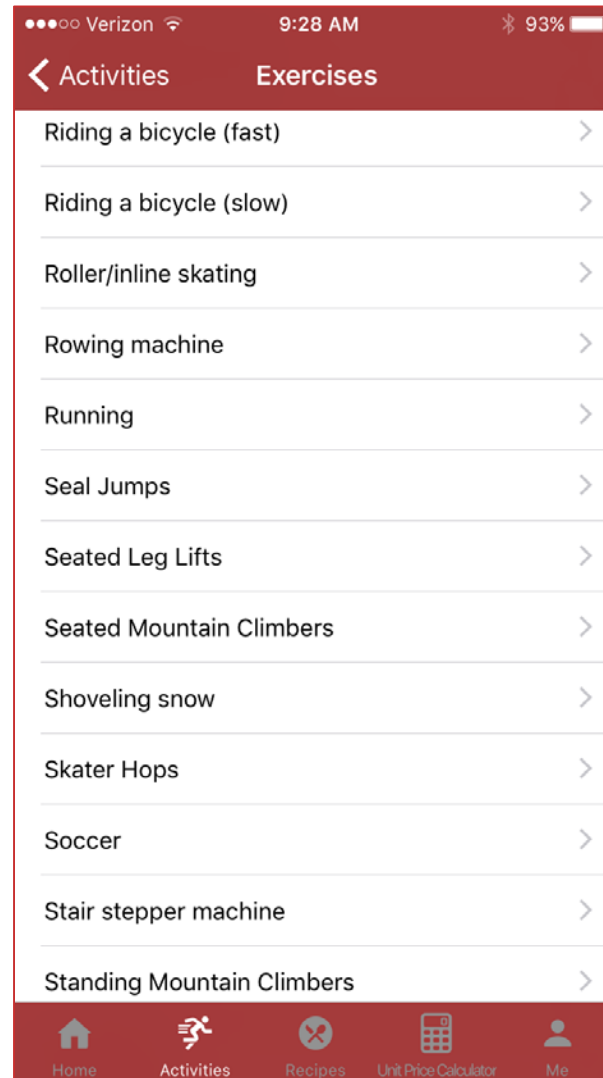 Verizon 9:28 AM 93%
Activities Exercises
Riding a bicycle (fast)
Riding a bicycle (slow)
Roller/inline skating
Rowing machine
Running
Seal Jumps
Seated Leg Lifts
Seated Mountain Climbers
Shoveling snow
Skater Hops
Soccer
Stair stepper machine
Standing Mountain Climbers
Home Activities Recipes Unit Price Calculator Me